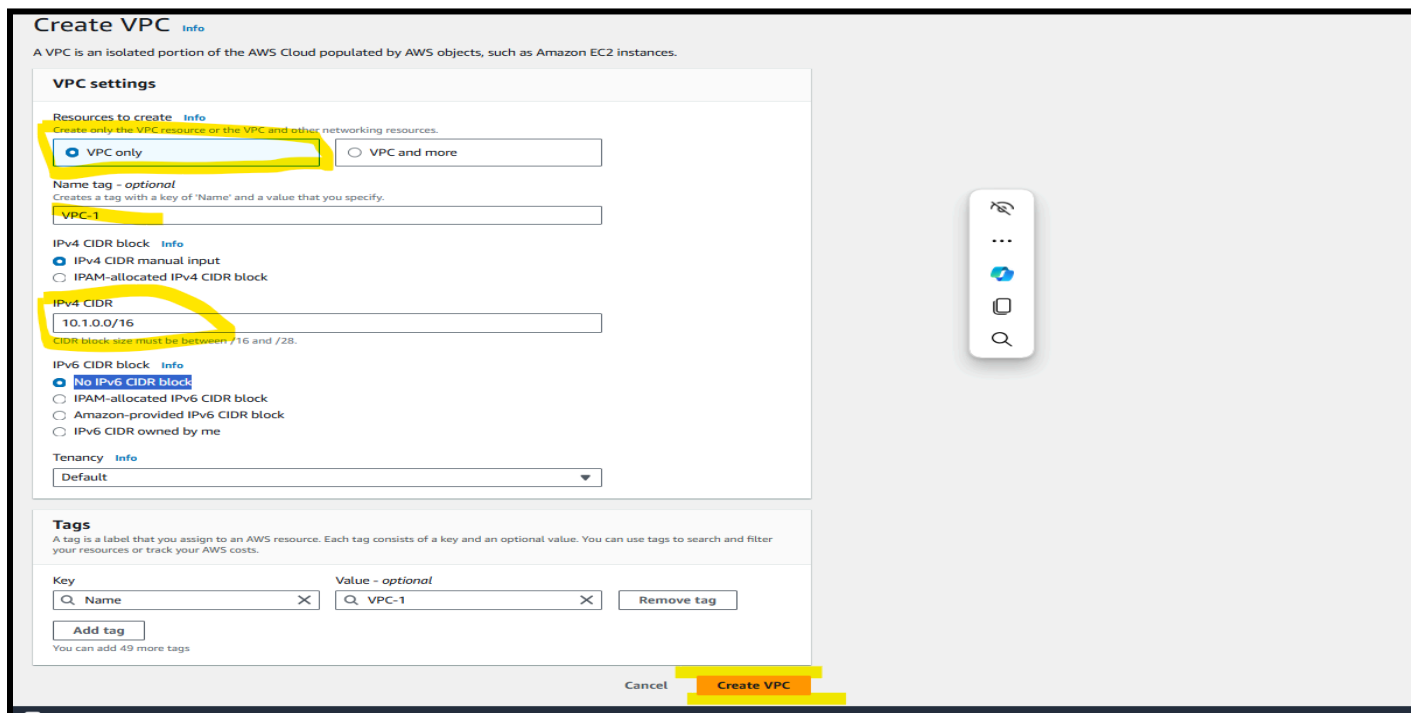 Create VPC Info
A VPC is an isolated portion of the AWS Cloud populated by AWS objects, such as Amazon EC2 instances.
VPC settings
Resources to create Info
Create only the VPC resource or the VPC and other networking resources.
VPC only
VPC and more
Name tag - optional
Creates a tag with a key of 'Name' and a value that you specify.
VPC-1
IPv4 CIDR block Info
IPv4 CIDR manual input
IPAM-allocated IPv4 CIDR block
IPv4 CIDR
10.1.0.0/16
CIDR block size must be between /16 and /28.
IPv6 CIDR block Info
No IPv6 CIDR block
IPAM-allocated IPv6 CIDR block
Amazon-provided IPv6 CIDR block
IPv6 CIDR owned by me
Tenancy Info
Default
Tags
A tag is a label that you assign to an AWS resource. Each tag consists of a key and an optional value. You can use tags to search and filter
your resources or track your AWS costs.
Key
Value - optional
Name
VPC-1
Remove tag
Add tag
You can add 49 more tags
Cancel
Create VPC